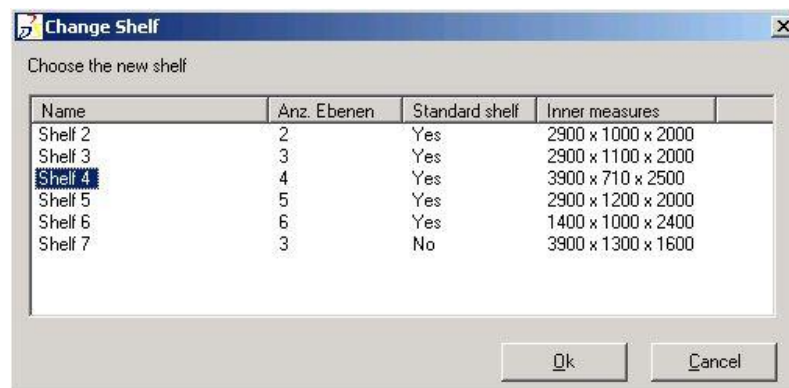 Change Shelf
Choose the new shelf
Name Anz. Ebenen Standard shelf Inner measures
Shelf 2 2 Yes 2900 x 1000 x 2000
Shelf 3 3 Yes 2900 x 1100 x 2000
Shelf 4 4 Yes 3900 x 710 x 2500
Shelf 5 5 Yes 2900 x 1200 x 2000
Shelf 6 6 Yes 1400 x 1000 x 2400
Shelf 7 3 No 3900 x 1300 x 1600
Ok Cancel